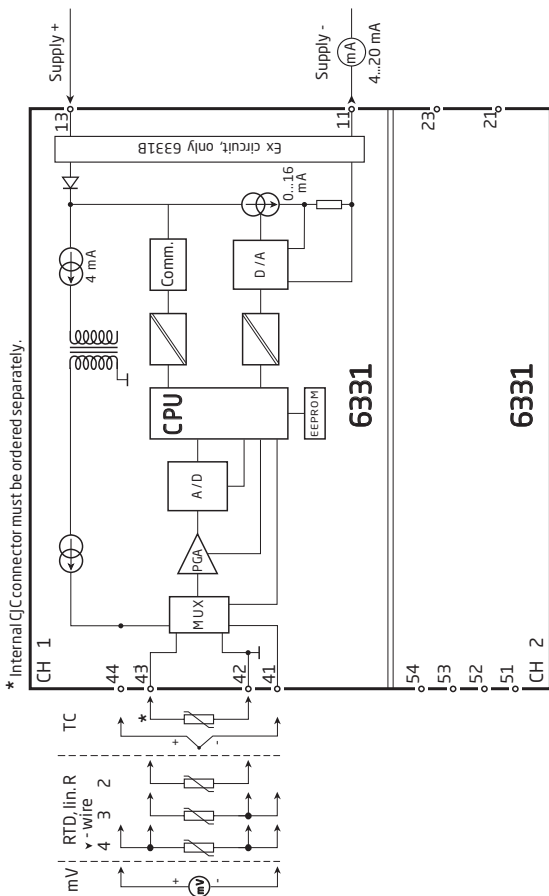 * Internal CJC connector must be ordered separately.
CH 1
44
43
42
41
MUX
PGA
A/D
CPU
EEPROM
4 mA
Comm.
D/A
0...16
mA
Ex circuit, only 6331B
13
Supply +
11
Supply -
mA
4...20 mA
6331
TC
*
+
-
RTD, lin. R
- wire
2
3
4
mV
+
mV
-
CH 2
54
53
52
51
6331
23
21